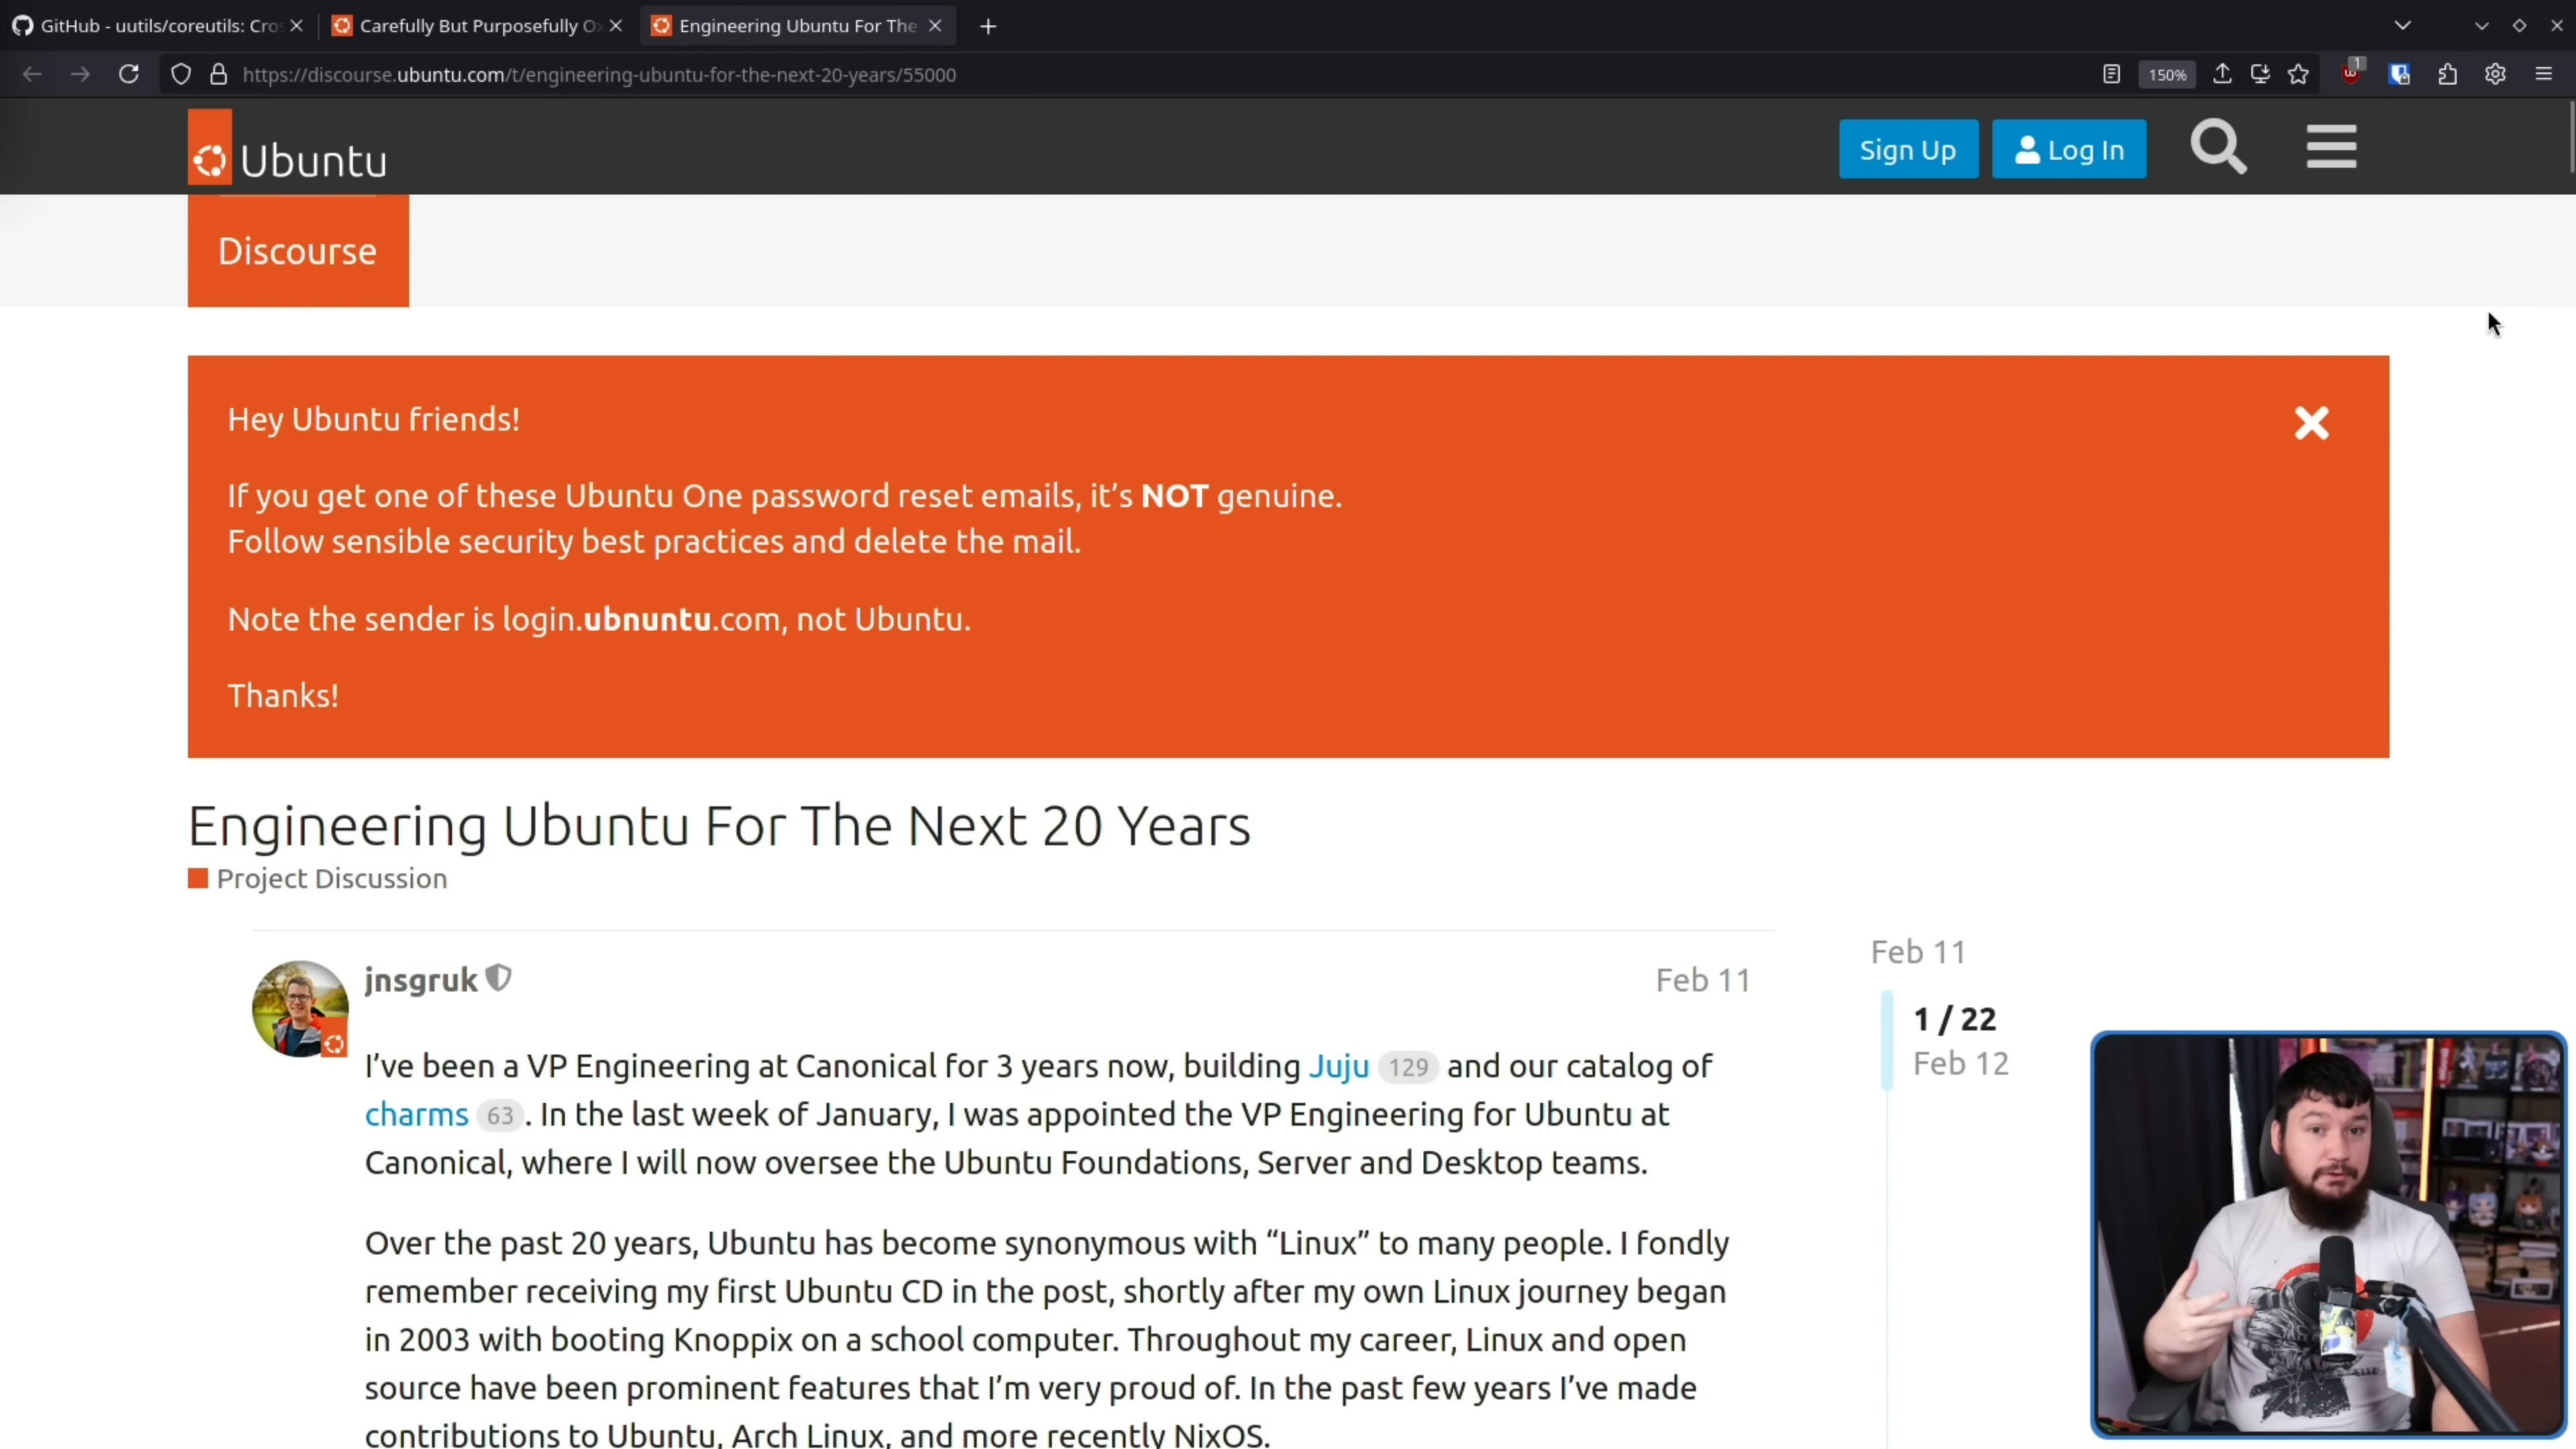 GitHub - uutils/coreutils: Cro
Carefully But Purposefully Ox
Engineering Ubuntu For The
https://discourse.ubuntu.com/t/engineering-ubuntu-for-the-next-20-years/55000
150%
1
Ubuntu
Sign Up
Log In
Discourse
Hey Ubuntu friends!
If you get one of these Ubuntu One password reset emails, it's NOT genuine.
Follow sensible security best practices and delete the mail.
Note the sender is login.ubnuntu.com, not Ubuntu.
Thanks!
Engineering Ubuntu For The Next 20 Years
Project Discussion
jnsgruk
Feb 11
I've been a VP Engineering at Canonical for 3 years now, building Juju 129 and our catalog of
charms 63. In the last week of January, I was appointed the VP Engineering for Ubuntu at
Canonical, where I will now oversee the Ubuntu Foundations, Server and Desktop teams.
Over the past 20 years, Ubuntu has become synonymous with “Linux” to many people. I fondly
remember receiving my first Ubuntu CD in the post, shortly after my own Linux journey began
in 2003 with booting Knoppix on a school computer. Throughout my career, Linux and open
source have been prominent features that I'm very proud of. In the past few years I've made
contributions to Ubuntu, Arch Linux, and more recently NixOS.
Feb 11
1 / 22
Feb 12